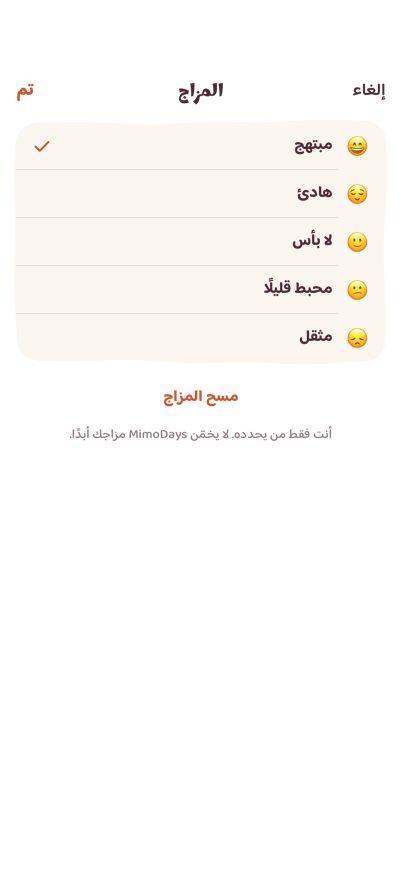 إلغاء
المزاج
تم
😄 مبتهج
😌 هادئ
🙂 لا بأس
😕 محبط قليلًا
😞 مثقل
مسح المزاج
أنت فقط من يحدده. لا يخمّن MimoDays مزاجك أبدًا.